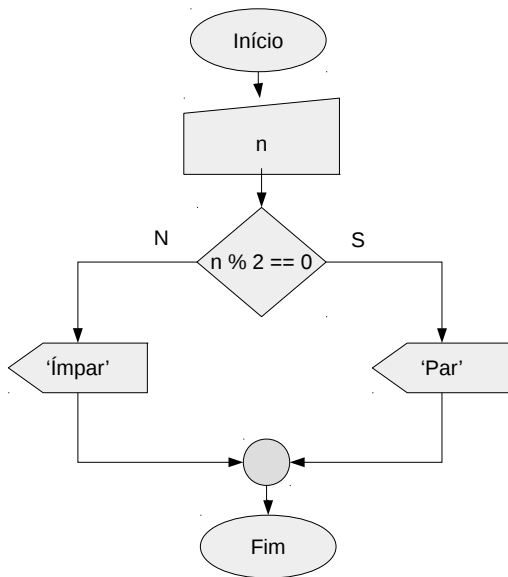 Início
n
N
S
n % 2 == 0
‘Ímpar’
‘Par’
Fim